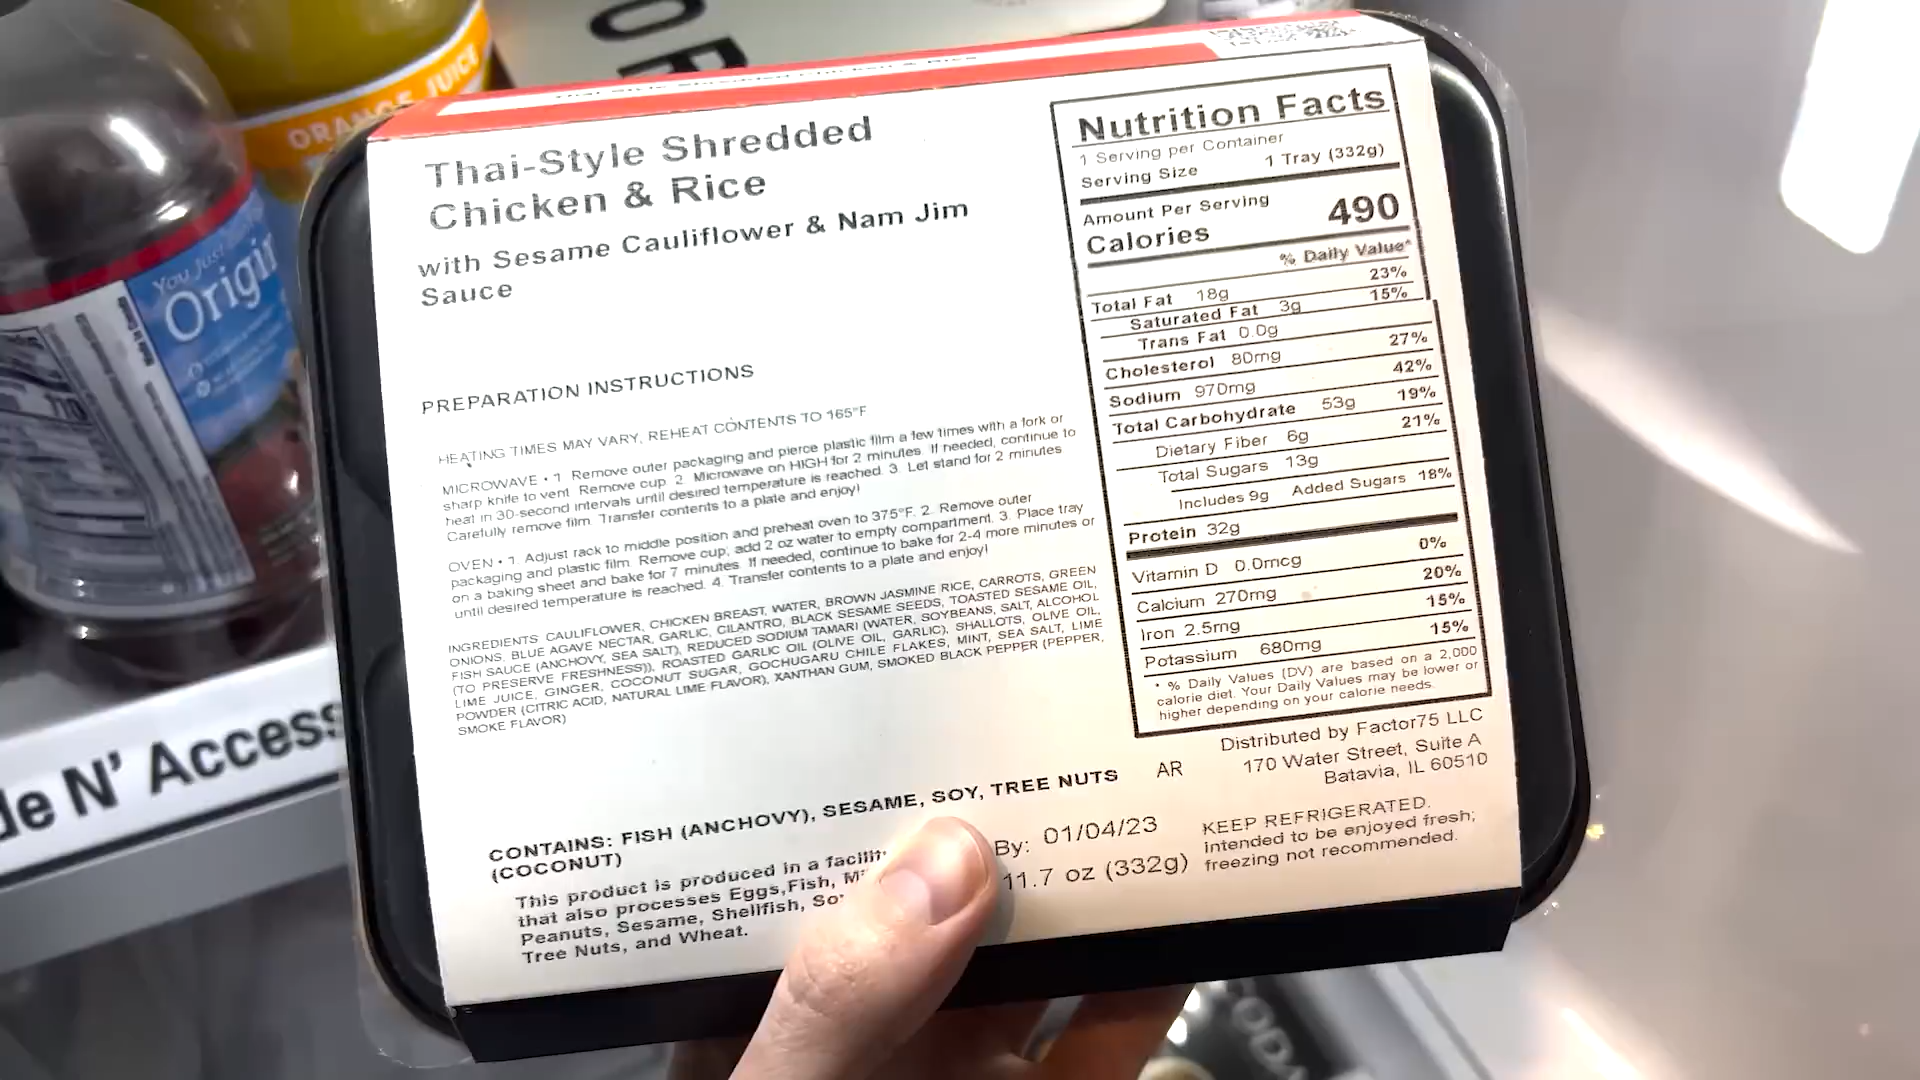 ORANGE JUICE
You Just
Origi
de N' Access
Thai-Style Shredded Chicken & Rice
Thai-Style Shredded
Chicken & Rice
with Sesame Cauliflower & Nam Jim
Sauce
PREPARATION INSTRUCTIONS
HEATING TIMES MAY VARY, REHEAT CONTENTS TO 165°F
MICROWAVE • 1. Remove outer packaging and pierce plastic film a few times with a fork or
sharp knife to vent. Remove cup. 2. Microwave on HIGH for 2 minutes. If needed, continue to
heat in 30-second intervals until desired temperature is reached. 3. Let stand for 2 minutes.
Carefully remove film. Transfer contents to a plate and enjoy!
OVEN • 1. Adjust rack to middle position and preheat oven to 375°F. 2. Remove outer
packaging and plastic film. Remove cup, add 2 oz water to empty compartment. 3. Place tray
on a baking sheet and bake for 7 minutes. If needed, continue to bake for 2-4 more minutes or
until desired temperature is reached. 4. Transfer contents to a plate and enjoy!
INGREDIENTS CAULIFLOWER, CHICKEN BREAST, WATER, BROWN JASMINE RICE, CARROTS, GREEN
ONIONS, BLUE AGAVE NECTAR, GARLIC, CILANTRO, BLACK SESAME SEEDS, TOASTED SESAME OIL,
FISH SAUCE (ANCHOVY, SEA SALT), REDUCED SODIUM TAMARI (WATER, SOYBEANS, SALT, ALCOHOL
(TO PRESERVE FRESHNESS)), ROASTED GARLIC OIL (OLIVE OIL, GARLIC), SHALLOTS, OLIVE OIL,
LIME JUICE, GINGER, COCONUT SUGAR, GOCHUGARU CHILE FLAKES, MINT, SEA SALT, LIME
POWDER (CITRIC ACID, NATURAL LIME FLAVOR), XANTHAN GUM, SMOKED BLACK PEPPER (PEPPER,
SMOKE FLAVOR)
CONTAINS: FISH (ANCHOVY), SESAME, SOY, TREE NUTS
(COCONUT)
This product is produced in a facilit
that also processes Eggs,Fish, Mi
Peanuts, Sesame, Shellfish, So
Tree Nuts, and Wheat.
AR
By: 01/04/23
11.7 oz (332g)
Nutrition Facts
1 Serving per Container
Serving Size 1 Tray (332g)
Amount Per Serving
Calories 490
% Daily Value*
Total Fat 18g 23%
Saturated Fat 3g 15%
Trans Fat 0.0g
Cholesterol 80mg 27%
Sodium 970mg 42%
Total Carbohydrate 53g 19%
Dietary Fiber 6g 21%
Total Sugars 13g
Includes 9g Added Sugars 18%
Protein 32g
Vitamin D 0.0mcg 0%
Calcium 270mg 20%
Iron 2.5mg 15%
Potassium 680mg 15%
* % Daily Values (DV) are based on a 2,000
calorie diet. Your Daily Values may be lower or
higher depending on your calorie needs.
Distributed by Factor75 LLC
170 Water Street, Suite A
Batavia, IL 60510
KEEP REFRIGERATED.
intended to be enjoyed fresh;
freezing not recommended.